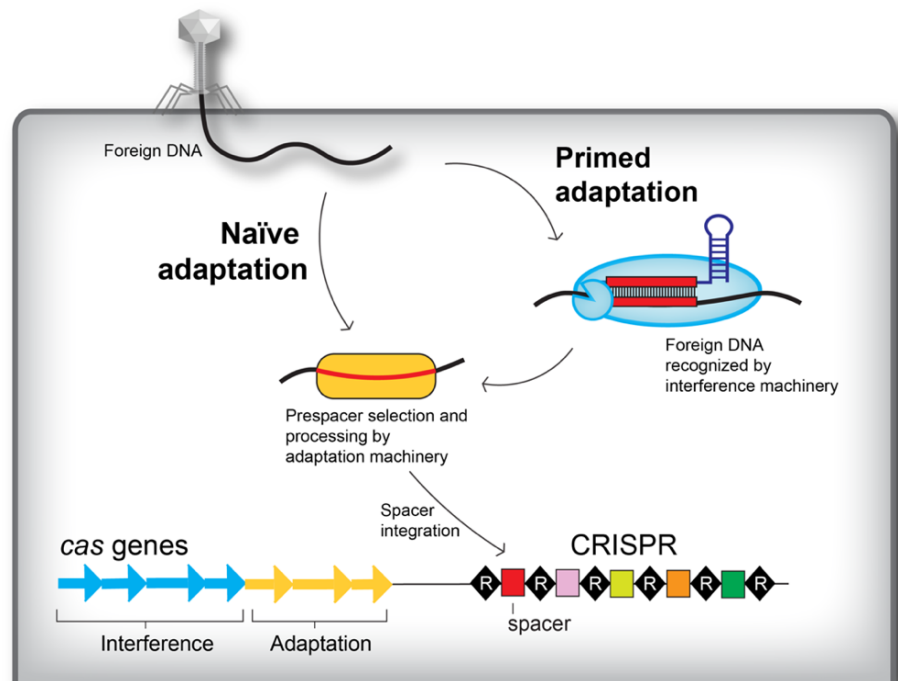 Foreign DNA
Primed
adaptation
Naïve
adaptation
Foreign DNA
recognized by
interference machinery
Prespacer selection and
processing by
adaptation machinery
Spacer
integration
cas genes
CRISPR
R R R R R R
spacer
Interference
Adaptation